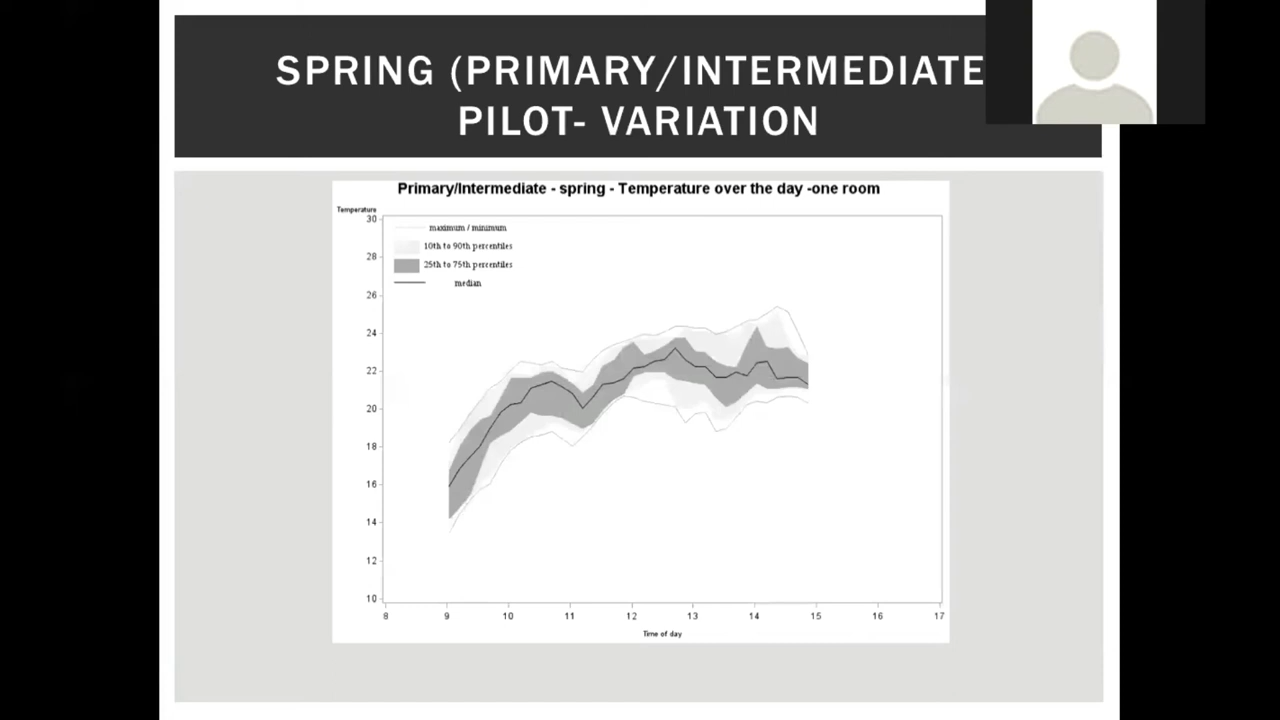 SPRING (PRIMARY/INTERMEDIATE
PILOT- VARIATION
Primary/Intermediate - spring - Temperature over the day -one room
Temperature
maximum / minimum
10th to 90th percentiles
25th to 75th percentiles
median
30
28
26
24
22
20
18
16
14
12
10
8 9 10 11 12 13 14 15 16 17
Time of day